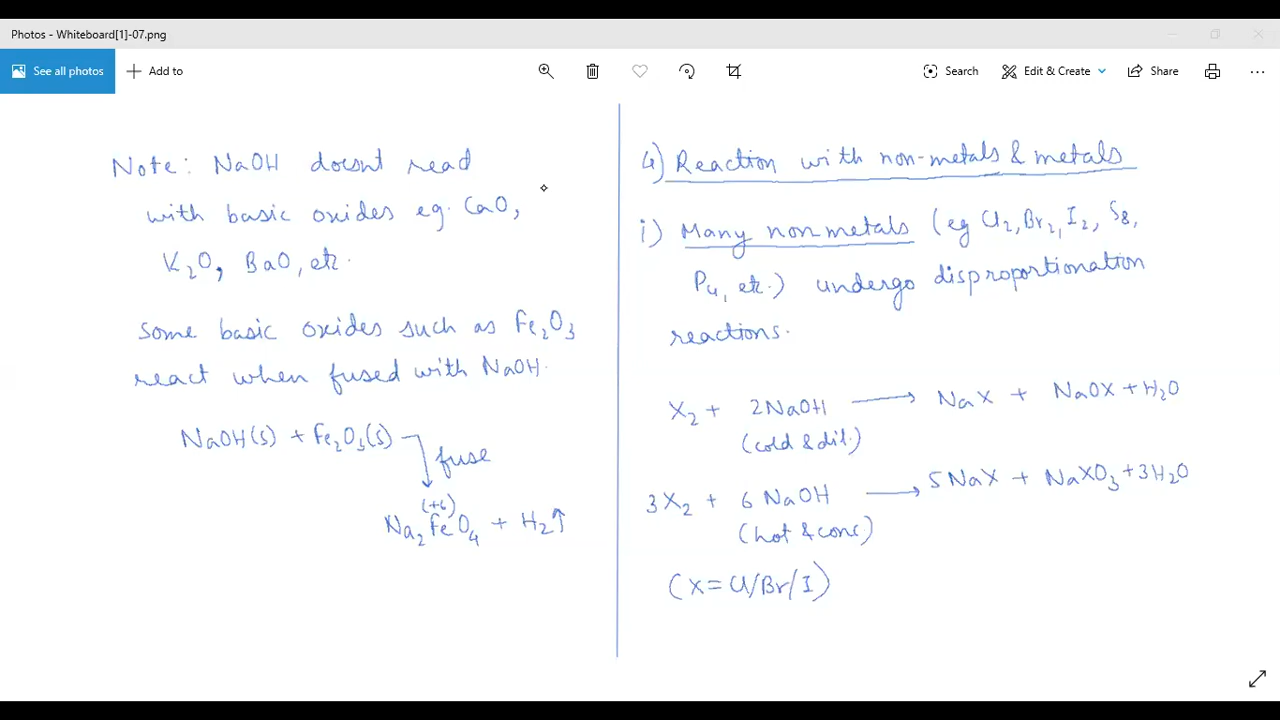 Photos - Whiteboard[1]-07.png
See all photos
Add to
Search
Edit & Create
Share
Note: NaOH doesnt read
with basic oxides eg. CaO,
K2O, BaO, etc.
Some basic oxides such as Fe2O3
react when fused with NaOH.
NaOH(s) + Fe2O3(s)
fuse
(+6)
Na2FeO4 + H2↑
4) Reaction with non-metals & metals
i) Many nonmetals (eg Cl2, Br2, I2, S8,
P4, etc.) undergo disproportionation
reactions.
X2 + 2NaOH → NaX + NaOX + H2O
(cold & dil.)
3X2 + 6 NaOH → 5NaX + NaXO3 + 3H2O
(hot & conc.)
(X = Cl/Br/I)